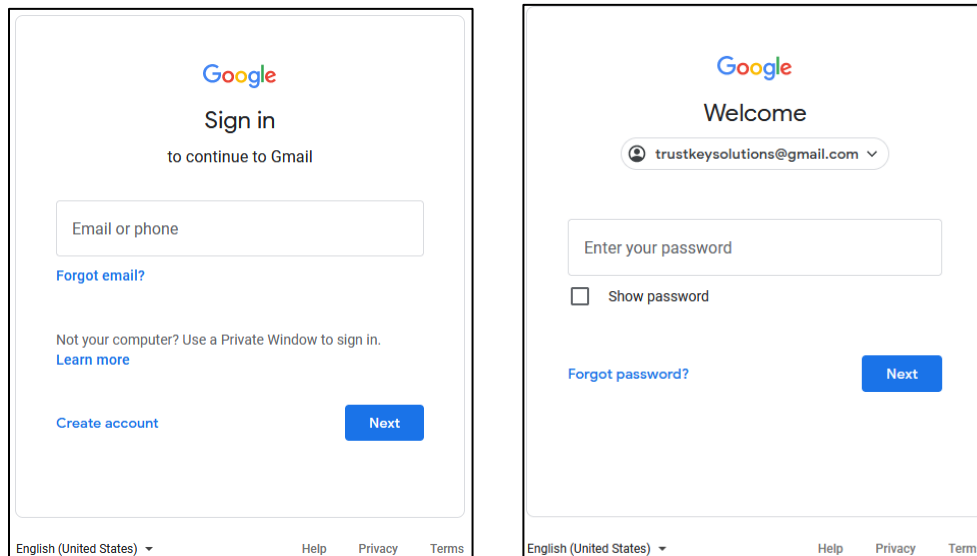 Google
Sign in
to continue to Gmail
Email or phone
Forgot email?
Not your computer? Use a Private Window to sign in.
Learn more
Create account
Next
English (United States)
Help
Privacy
Terms
Google
Welcome
trustkeysolutions@gmail.com
Enter your password
Show password
Forgot password?
Next
English (United States)
Help
Privacy
Term